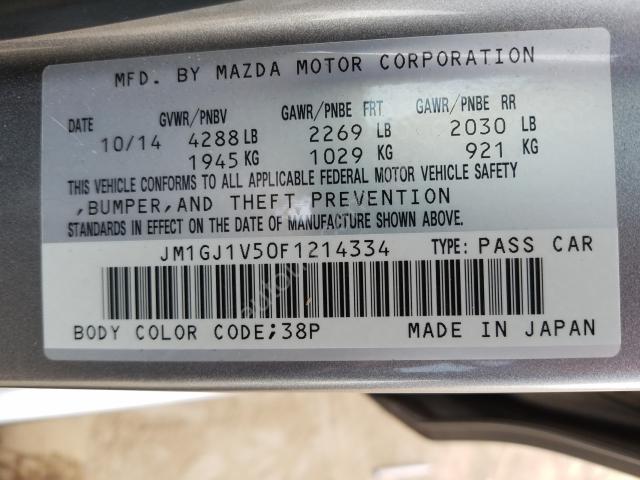 MFD. BY MAZDA MOTOR CORPORATION
DATE GVWR/PNBV GAWR/PNBE FRT GAWR/PNBE RR
10/14 4288 LB 2269 LB 2030 LB
1945 KG 1029 KG 921 KG
THIS VEHICLE CONFORMS TO ALL APPLICABLE FEDERAL MOTOR VEHICLE SAFETY
,BUMPER,AND THEFT PREVENTION
STANDARDS IN EFFECT ON THE DATE OF MANUFACTURE SHOWN ABOVE.
JM1GJ1V50F1214334 TYPE: PASS CAR
BODY COLOR CODE;38P MADE IN JAPAN